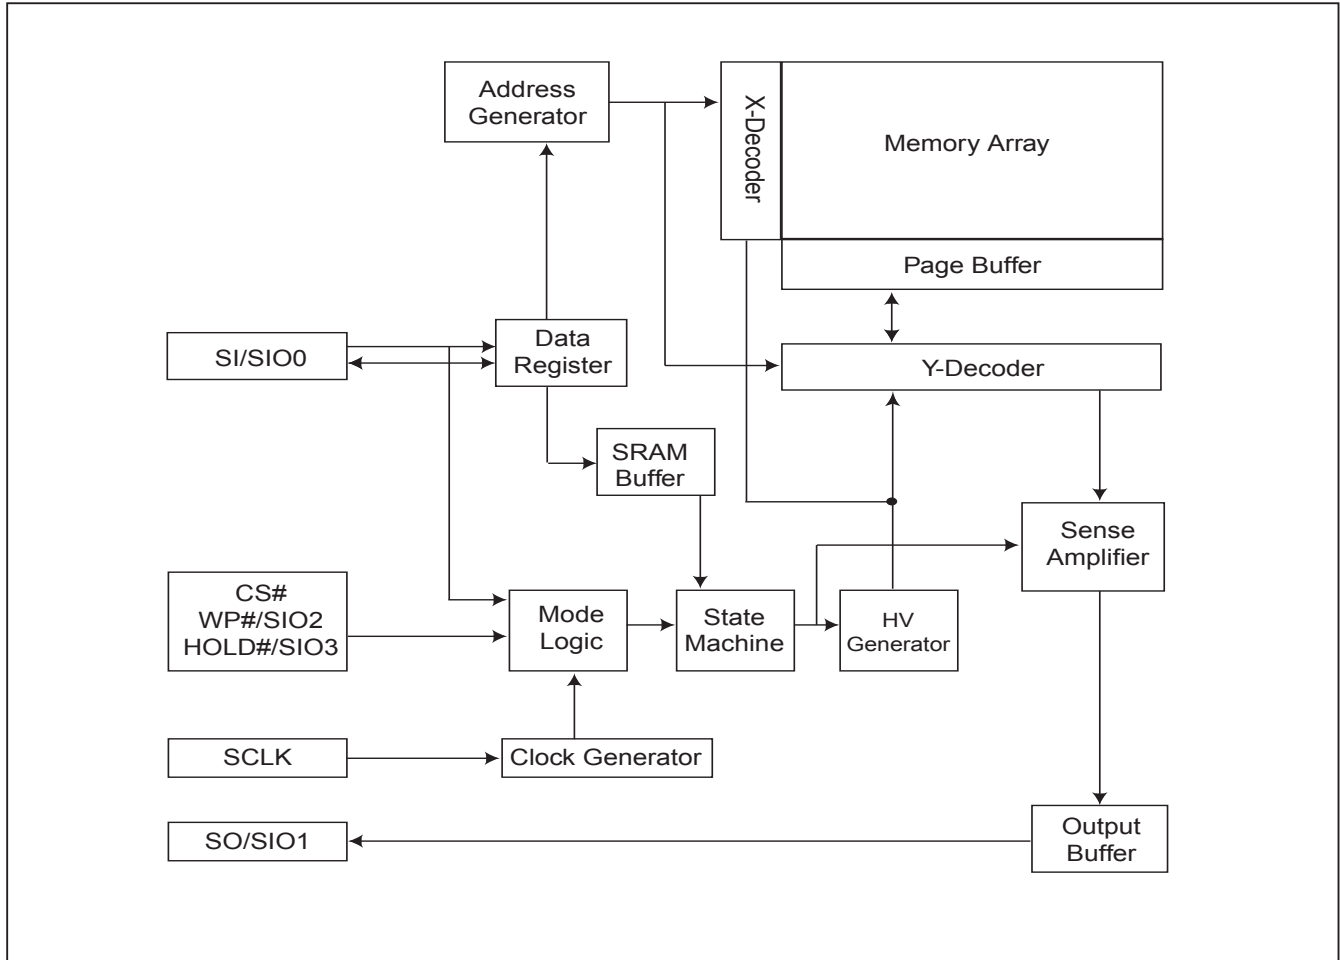 Address
Generator
X-Decoder
Memory Array
Page Buffer
SI/SIO0
Data
Register
Y-Decoder
SRAM
Buffer
Sense
Amplifier
CS#
WP#/SIO2
HOLD#/SIO3
Mode
Logic
State
Machine
HV
Generator
SCLK
Clock Generator
SO/SIO1
Output
Buffer